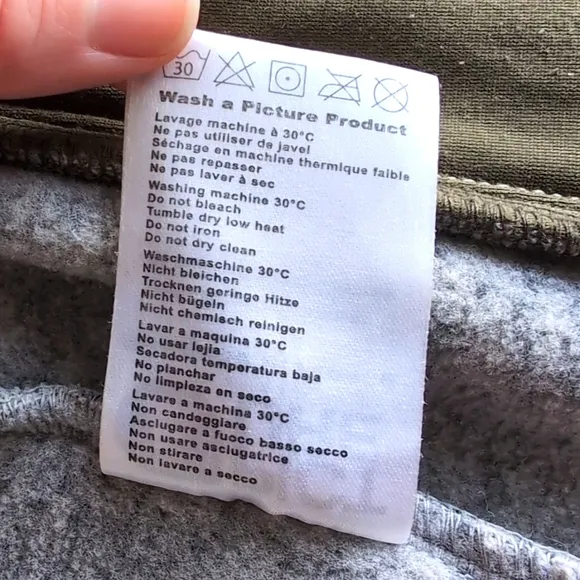 30
Wash a Picture Product
Lavage machine à 30°C
Ne pas utiliser de javel
Séchage en machine thermique faible
Ne pas repasser
Ne pas laver à sec
Washing machine 30°C
Do not bleach
Tumble dry low heat
Do not iron
Do not dry clean
Waschmaschine 30°C
Nicht bleichen
Trocknen geringe Hitze
Nicht bügeln
Nicht chemisch reinigen
Lavar a maquina 30°C
No usar lejia
Secadora temperatura baja
No planchar
No limpieza en seco
Lavare a machina 30°C
Non candeggiare
Asciugare a fuoco basso secco
Non usare asciugatrice
Non stirare
Non lavare a secco